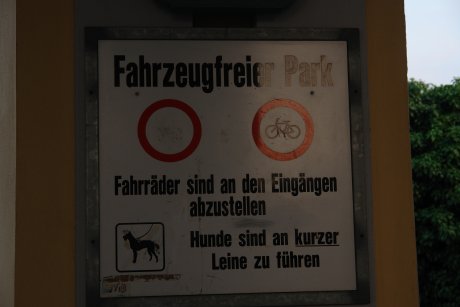 Fahrzeugfreier Park
Fahrräder sind an den Eingängen
abzustellen
Hunde sind an kurzer
Leine zu führen